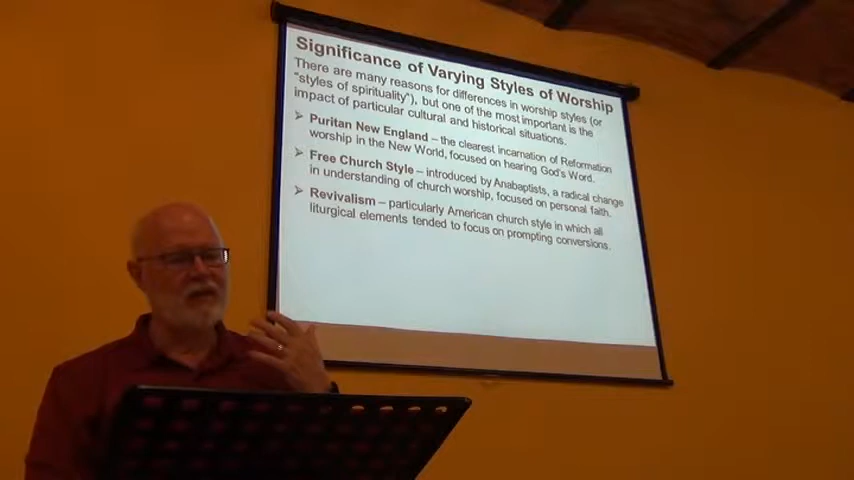 Significance of Varying Styles of Worship
There are many reasons for differences in worship styles (or
"styles of spirituality"), but one of the most important is the
impact of particular cultural and historical situations.
➢ Puritan New England – the clearest incarnation of Reformation
worship in the New World, focused on hearing God's Word.
➢ Free Church Style – introduced by Anabaptists, a radical change
in understanding of church worship, focused on personal faith.
➢ Revivalism – particularly American church style in which all
liturgical elements tended to focus on prompting conversions.